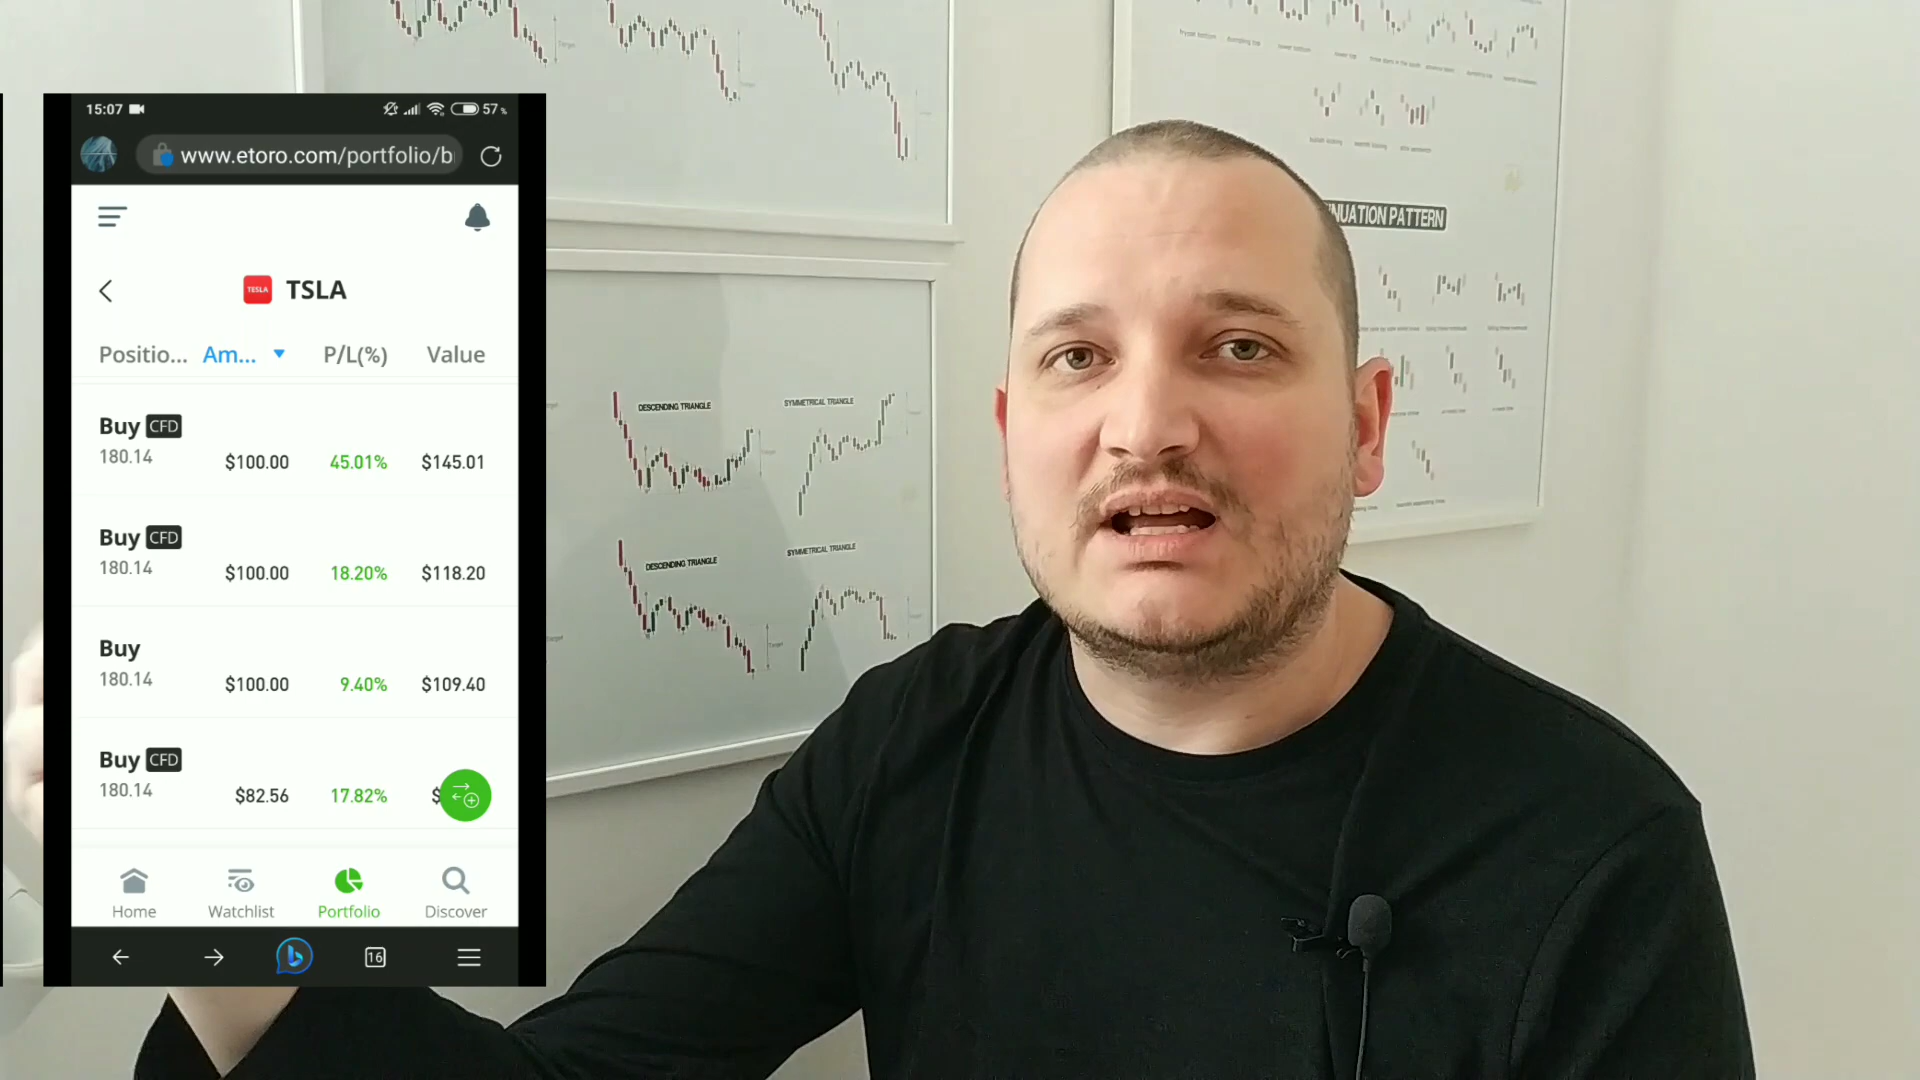 15:07
57%
www.etoro.com/portfolio/b
TESLA TSLA
Positio... Am... P/L(%) Value
Buy CFD
180.14 $100.00 45.01% $145.01
Buy CFD
180.14 $100.00 18.20% $118.20
Buy
180.14 $100.00 9.40% $109.40
Buy CFD
180.14 $82.56 17.82% $
Home Watchlist Portfolio Discover
16
NUATION PATTERN
DESCENDING TRIANGLE
SYMMETRICAL TRIANGLE
DESCENDING TRIANGLE
SYMMETRICAL TRIANGLE